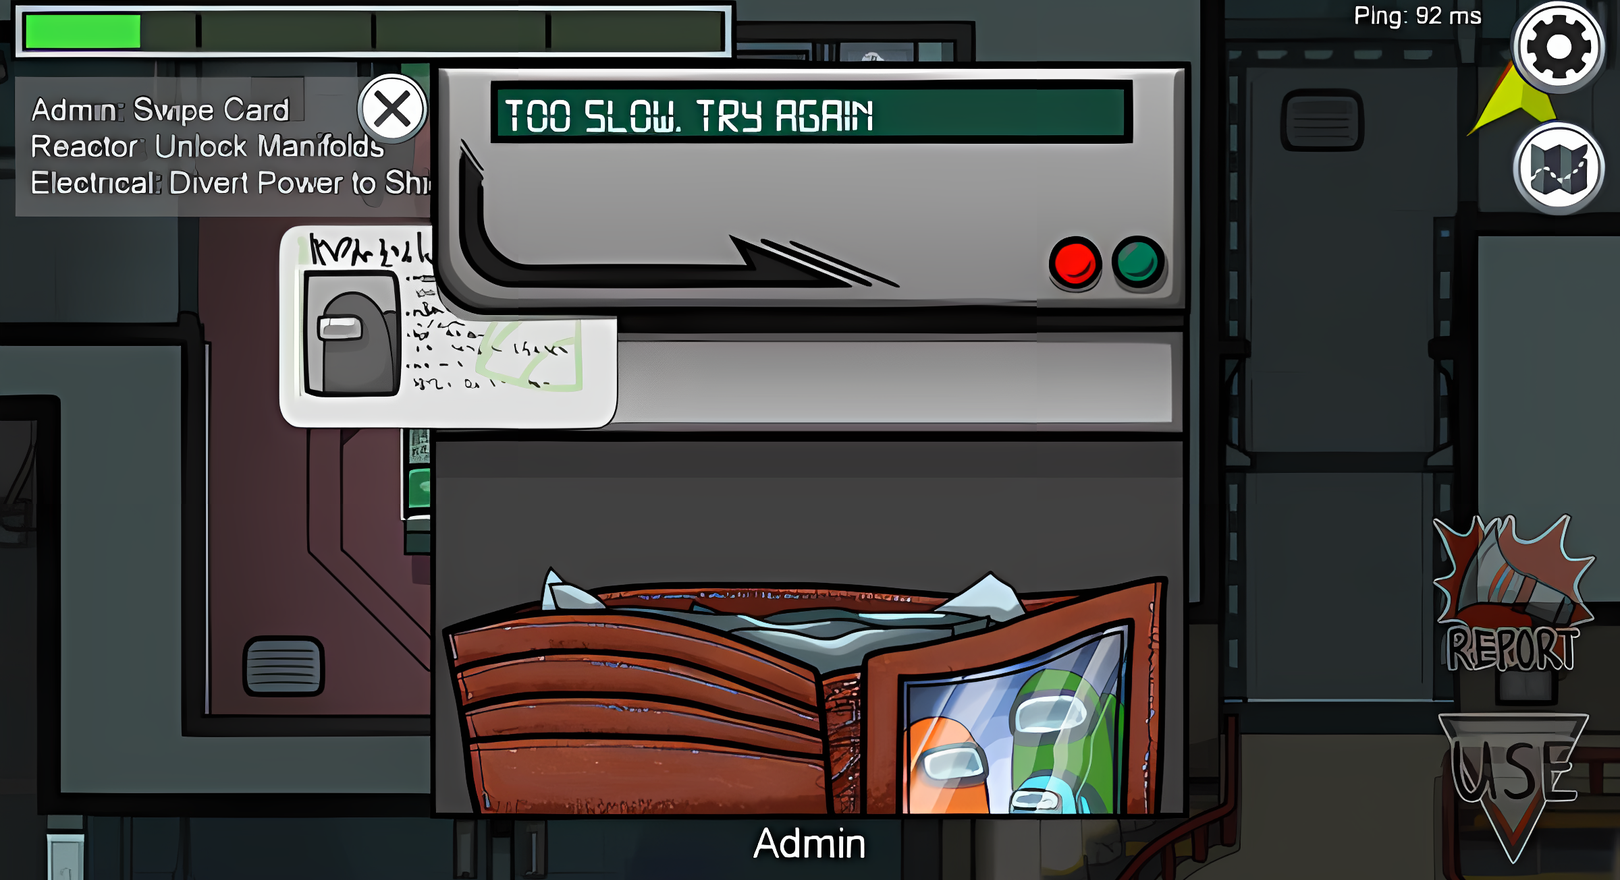 Ping: 92 ms
Admin: Swipe Card
Reactor: Unlock Manifolds
Electrical: Divert Power to
TOO SLOW. TRY AGAIN
REPORT
USE
Admin